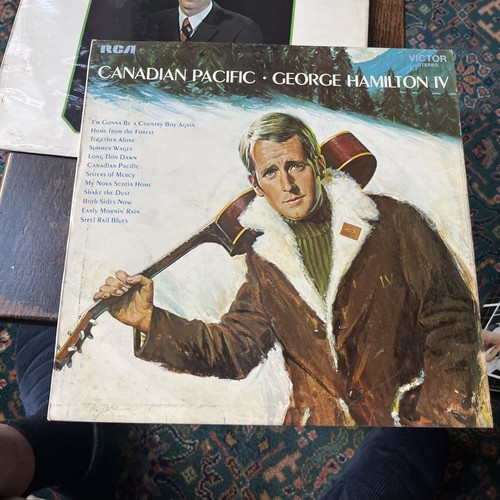 RCA
VICTOR
STEREO
CANADIAN PACIFIC · GEORGE HAMILTON IV
I'm Gonna Be a Country Boy Again
Home from the Forest
Together Alone
Summer Wages
Long Thin Dawn
Canadian Pacific
Sisters of Mercy
My Nova Scotia Home
Shake the Dust
Both Sides Now
Early Mornin' Rain
Steel Rail Blues
IV